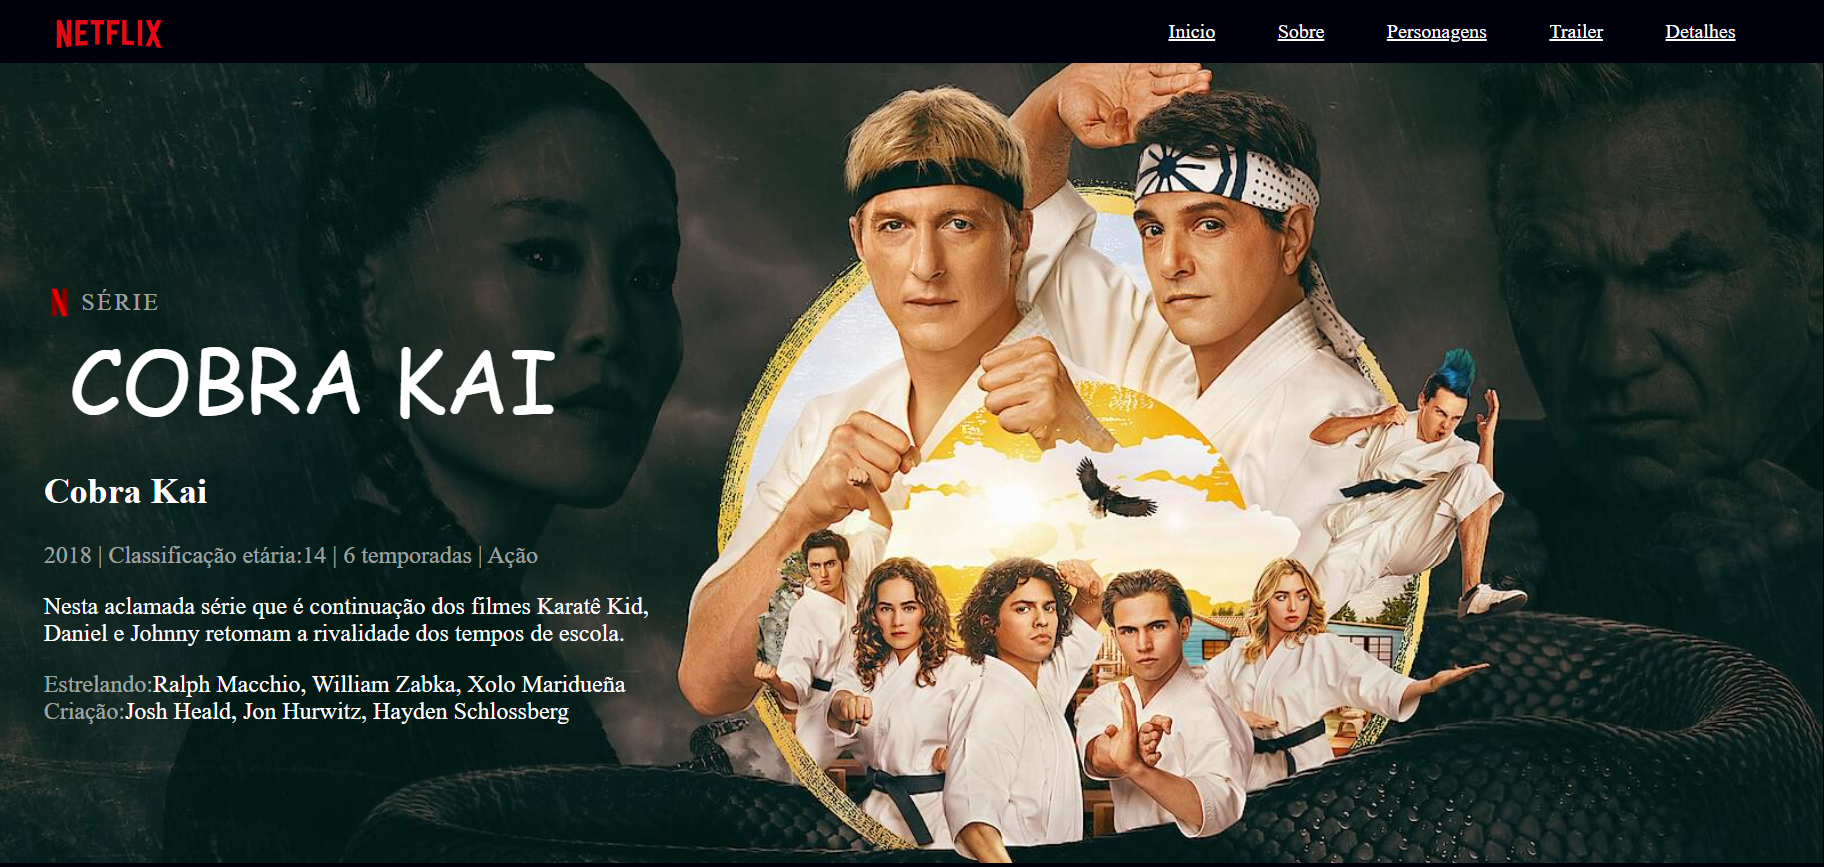 NETFLIX
Inicio Sobre Personagens Trailer Detalhes
N SÉRIE
COBRA KAI
Cobra Kai
2018 | Classificação etária:14 | 6 temporadas | Ação
Nesta aclamada série que é continuação dos filmes Karatê Kid,
Daniel e Johnny retomam a rivalidade dos tempos de escola.
Estrelando:Ralph Macchio, William Zabka, Xolo Maridueña
Criação:Josh Heald, Jon Hurwitz, Hayden Schlossberg